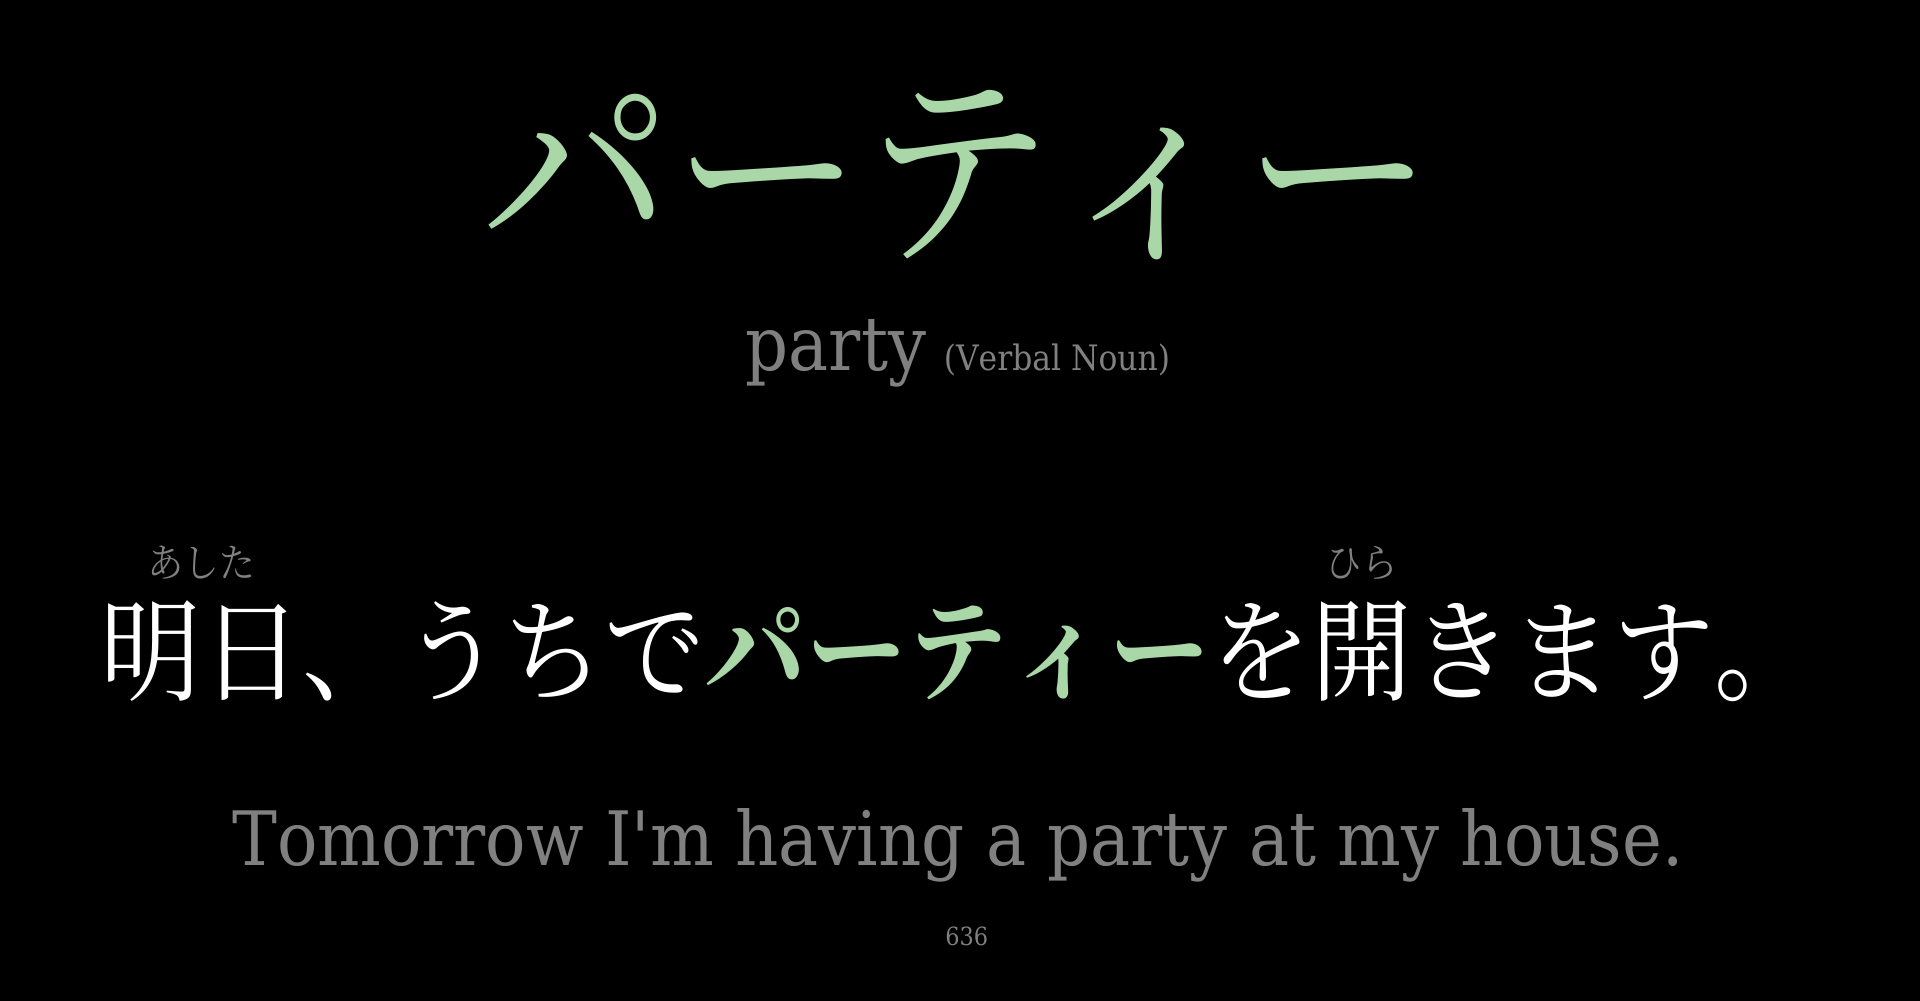 パーティー
party (Verbal Noun)
あした ひら
明日、うちでパーティーを開きます。
Tomorrow I'm having a party at my house.
636